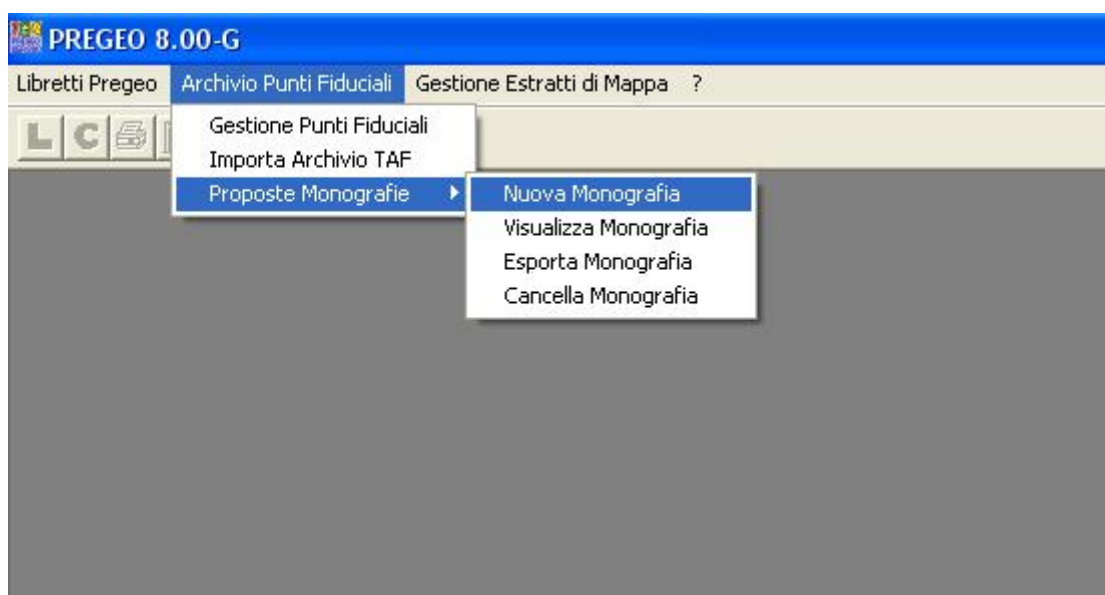 PREGEO 8.00-G
Libretti Pregeo Archivio Punti Fiduciali Gestione Estratti di Mappa ?
L C
Gestione Punti Fiduciali
Importa Archivio TAF
Proposte Monografie
Nuova Monografia
Visualizza Monografia
Esporta Monografia
Cancella Monografia